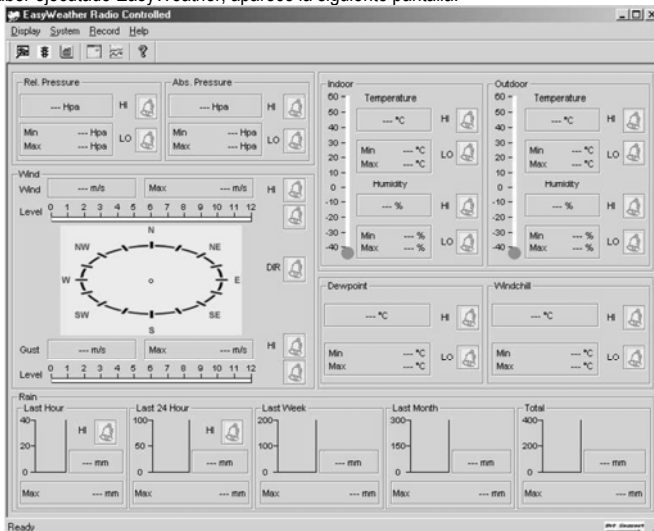 ejecutado EasyWeather, aparece la siguiente pantalla:
EasyWeather Radio Controlled
Display System Record Help
Rel. Pressure
--- Hpa
HI
Min --- Hpa
Max --- Hpa
LO
Abs. Pressure
--- Hpa
HI
Min --- Hpa
Max --- Hpa
LO
Wind
Wind --- m/s Max --- m/s HI
Level 0 1 2 3 4 5 6 7 8 9 10 11 12
N
NW NE
W E
SW SE
S
DIR
Gust --- m/s Max --- m/s HI
Level 0 1 2 3 4 5 6 7 8 9 10 11 12
Indoor
60
50
40
30
20
10
0
-10
-20
-30
-40
Temperature
--- °C
HI
Min --- °C
Max --- °C
LO
Humidity
--- %
HI
Min --- %
Max --- %
LO
Outdoor
60
50
40
30
20
10
0
-10
-20
-30
-40
Temperature
--- °C
HI
Min --- °C
Max --- °C
LO
Humidity
--- %
HI
Min --- %
Max --- %
LO
Dewpoint
--- °C
HI
Min --- °C
Max --- °C
LO
Windchill
--- °C
HI
Min --- °C
Max --- °C
LO
Rain
Last Hour
40
20
0
HI
--- mm
Max --- mm
Last 24 Hour
100
50
0
HI
--- mm
Max --- mm
Last Week
200
100
0
--- mm
Max --- mm
Last Month
300
150
0
--- mm
Max --- mm
Total
400
200
0
--- mm
Max --- mm
Ready